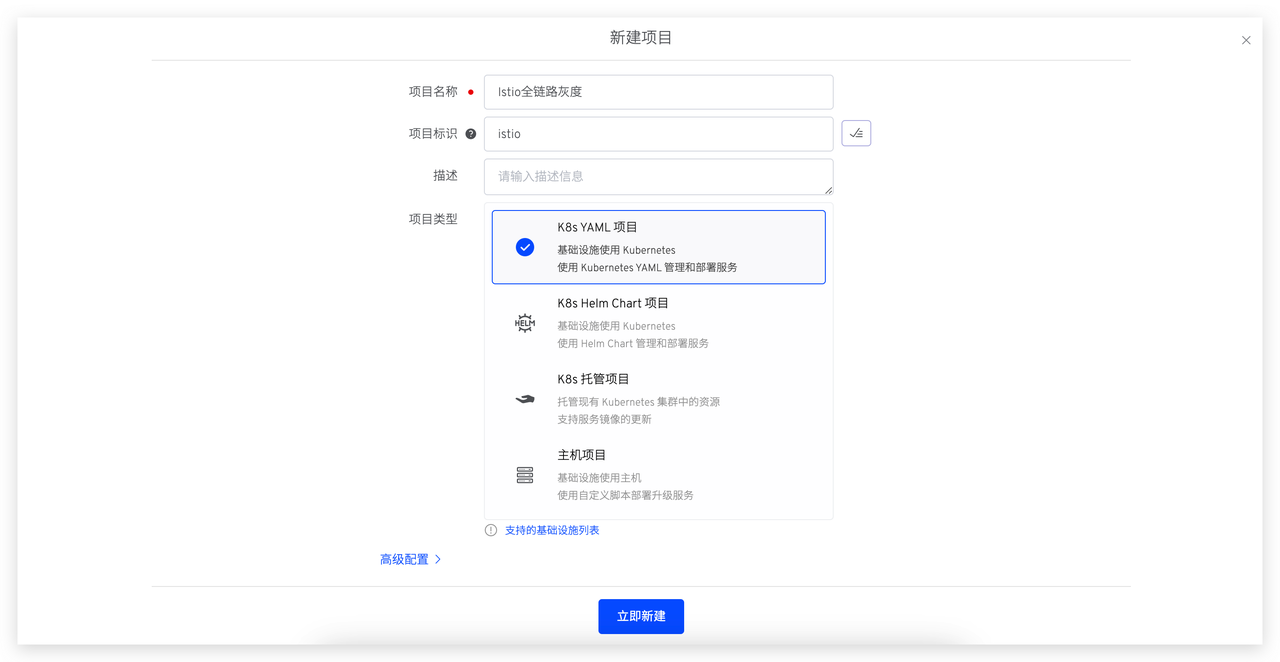 新建项目
项目名称
Istio全链路灰度
项目标识
istio
描述
请输入描述信息
项目类型
K8s YAML 项目
基础设施使用 Kubernetes
使用 Kubernetes YAML 管理和部署服务
HELM
K8s Helm Chart 项目
基础设施使用 Kubernetes
使用 Helm Chart 管理和部署服务
K8s 托管项目
托管现有 Kubernetes 集群中的资源
支持服务镜像的更新
主机项目
基础设施使用主机
使用自定义脚本部署升级服务
支持的基础设施列表
高级配置
立即新建